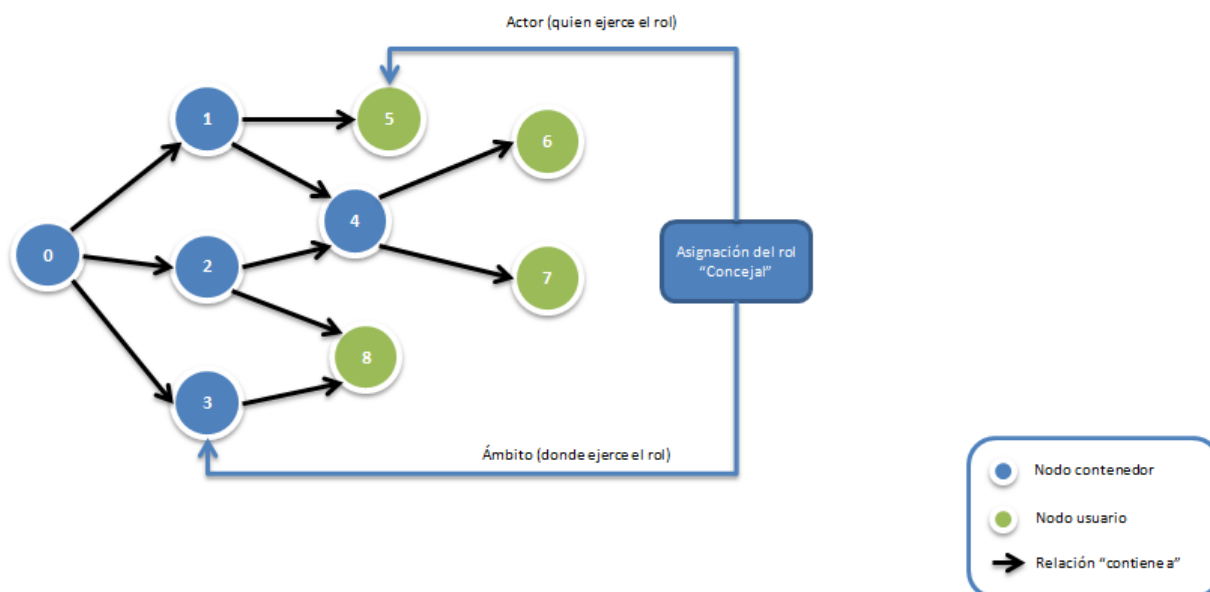 Actor (quien ejerce el rol)
1
5
6
4
0
2
7
Asignación del rol
“Concejal”
8
3
Ámbito (donde ejerce el rol)
Nodo contenedor
Nodo usuario
Relación “contiene a”